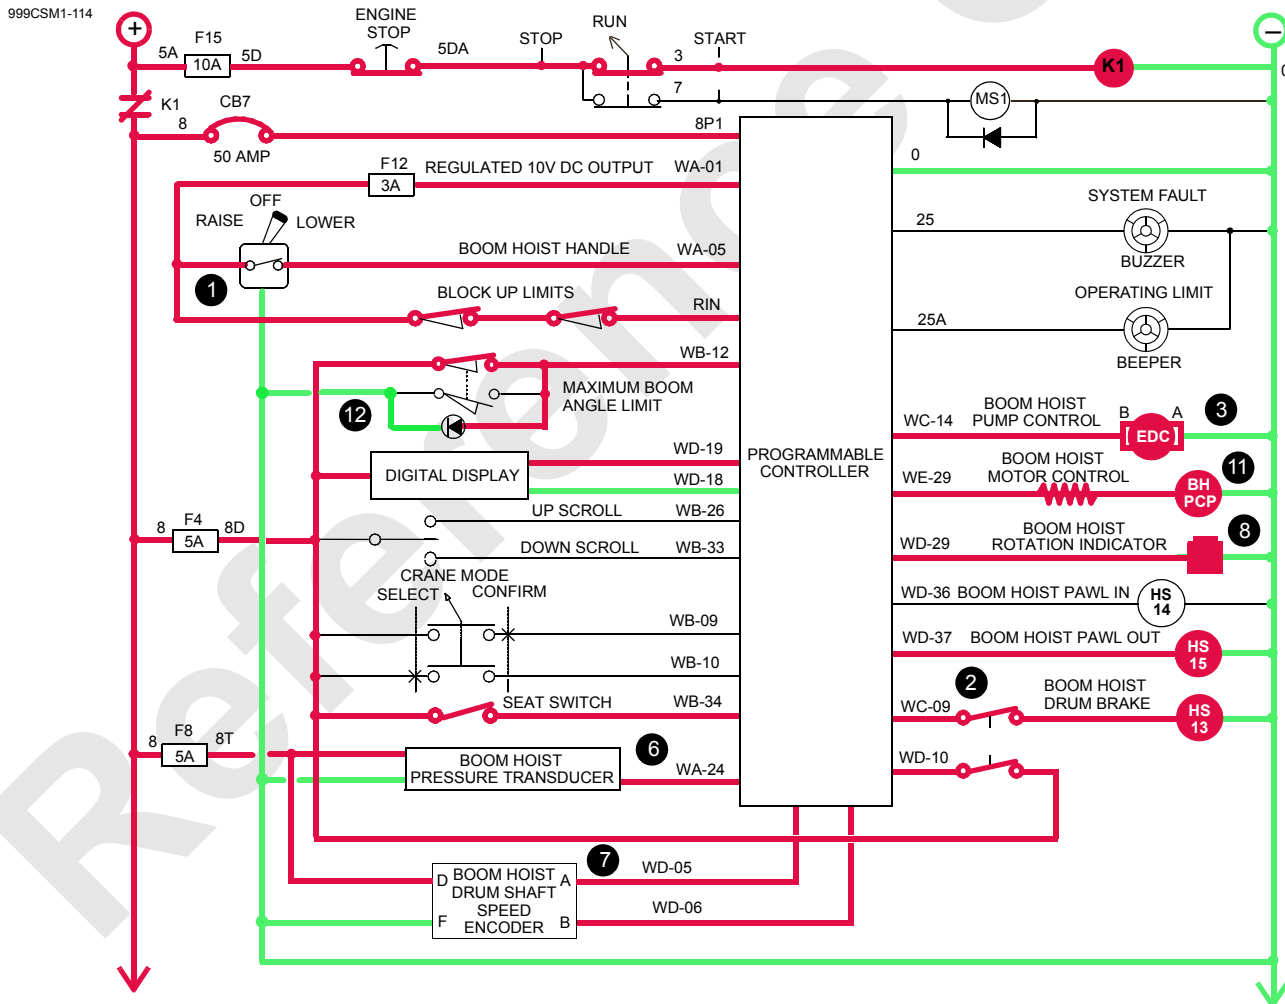 999CSM1-114
+
5A
F15
10A
5D
ENGINE
STOP
5DA
STOP
RUN
3
START
K1
7
MS1
K1
8
CB7
50 AMP
8P1
F12
3A
REGULATED 10V DC OUTPUT
WA-01
0
OFF
RAISE
LOWER
BOOM HOIST HANDLE
WA-05
1
BLOCK UP LIMITS
RIN
WB-12
MAXIMUM BOOM
ANGLE LIMIT
12
DIGITAL DISPLAY
WD-19
WD-18
UP SCROLL
WB-26
DOWN SCROLL
WB-33
8
F4
5A
8D
CRANE MODE
SELECT
CONFIRM
WB-09
WB-10
SEAT SWITCH
WB-34
8
F8
5A
8T
BOOM HOIST
PRESSURE TRANSDUCER
6
WA-24
PROGRAMMABLE
CONTROLLER
SYSTEM FAULT
25
BUZZER
OPERATING LIMIT
25A
BEEPER
WC-14
BOOM HOIST
PUMP CONTROL
B
A
EDC
3
WE-29
BOOM HOIST
MOTOR CONTROL
BH
PCP
11
WD-29
BOOM HOIST
ROTATION INDICATOR
8
WD-36
BOOM HOIST PAWL IN
HS
14
WD-37
BOOM HOIST PAWL OUT
HS
15
WC-09
2
BOOM HOIST
DRUM BRAKE
HS
13
WD-10
7
D
BOOM HOIST
A
DRUM SHAFT
SPEED
F
ENCODER
B
WD-05
WD-06
Reference